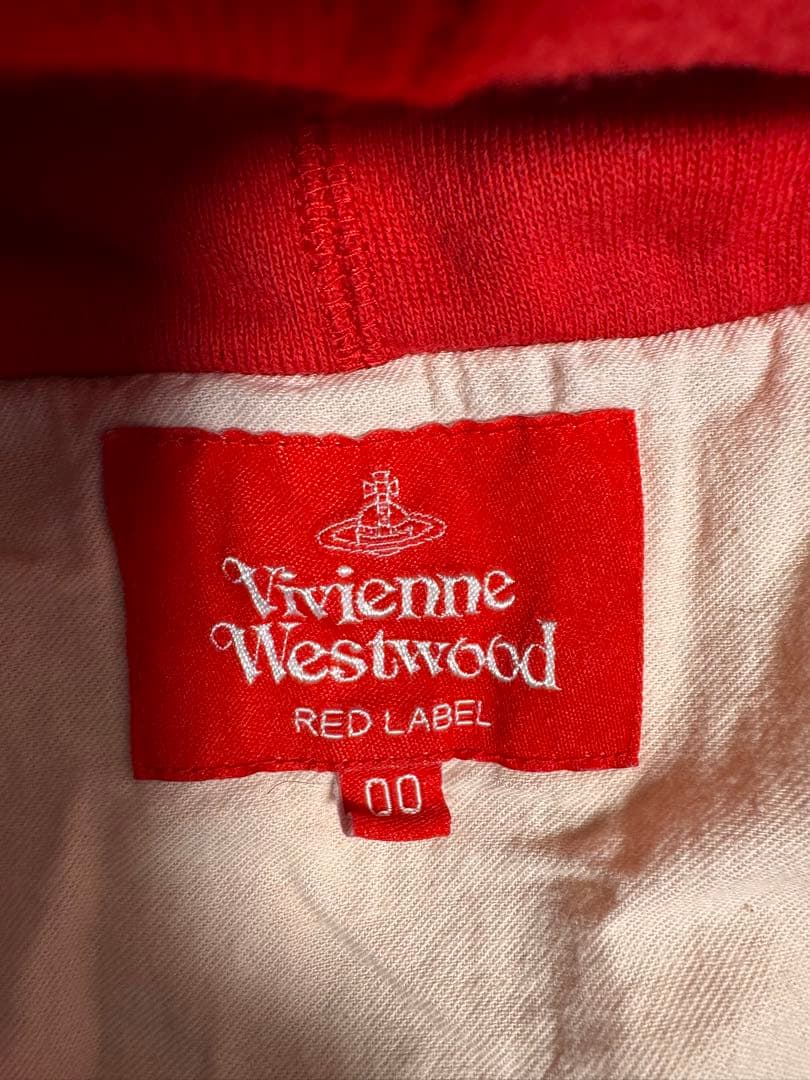 Vivienne
Westwood
RED LABEL
00